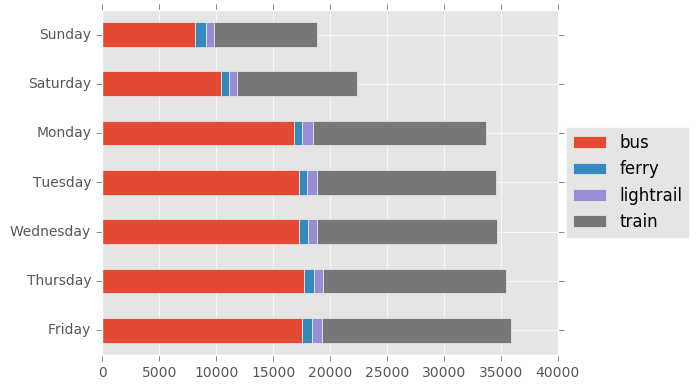 Sunday
Saturday
Monday
Tuesday
Wednesday
Thursday
Friday
0 5000 10000 15000 20000 25000 30000 35000 40000
bus
ferry
lightrail
train